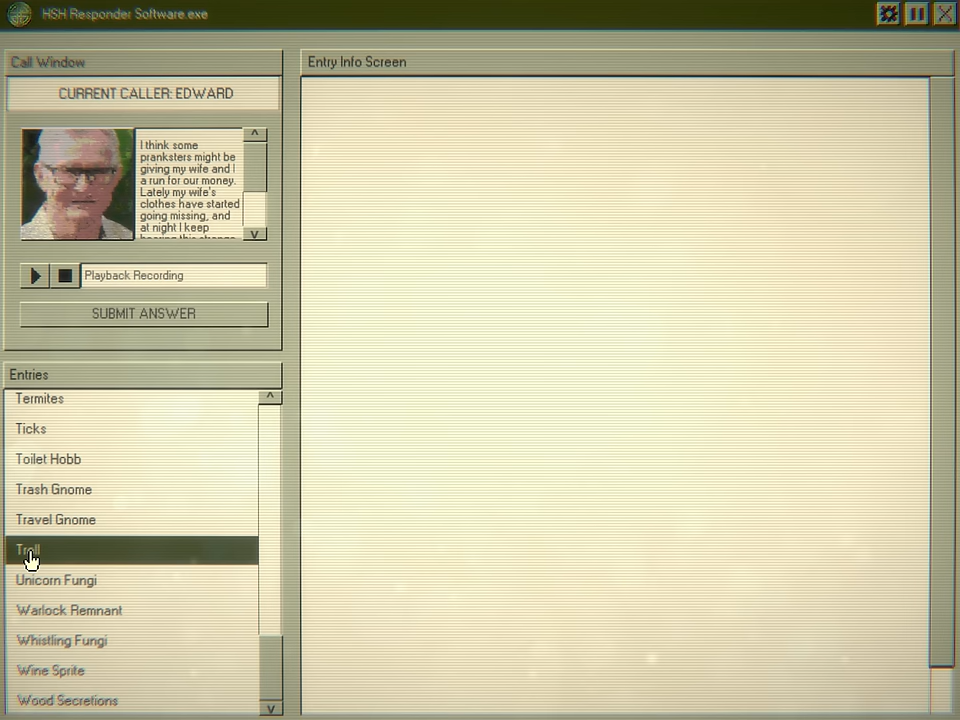 HSH Responder Software.exe
Call Window
Entry Info Screen
CURRENT CALLER: EDWARD
I think some
pranksters might be
giving my wife and I
a run for our money.
Lately my wife's
clothes have started
going missing, and
at night I keep
hearing this strange
Playback Recording
SUBMIT ANSWER
Entries
Termites
Ticks
Toilet Hobb
Trash Gnome
Travel Gnome
Troll
Unicorn Fungi
Warlock Remnant
Whistling Fungi
Wine Sprite
Wood Secretions